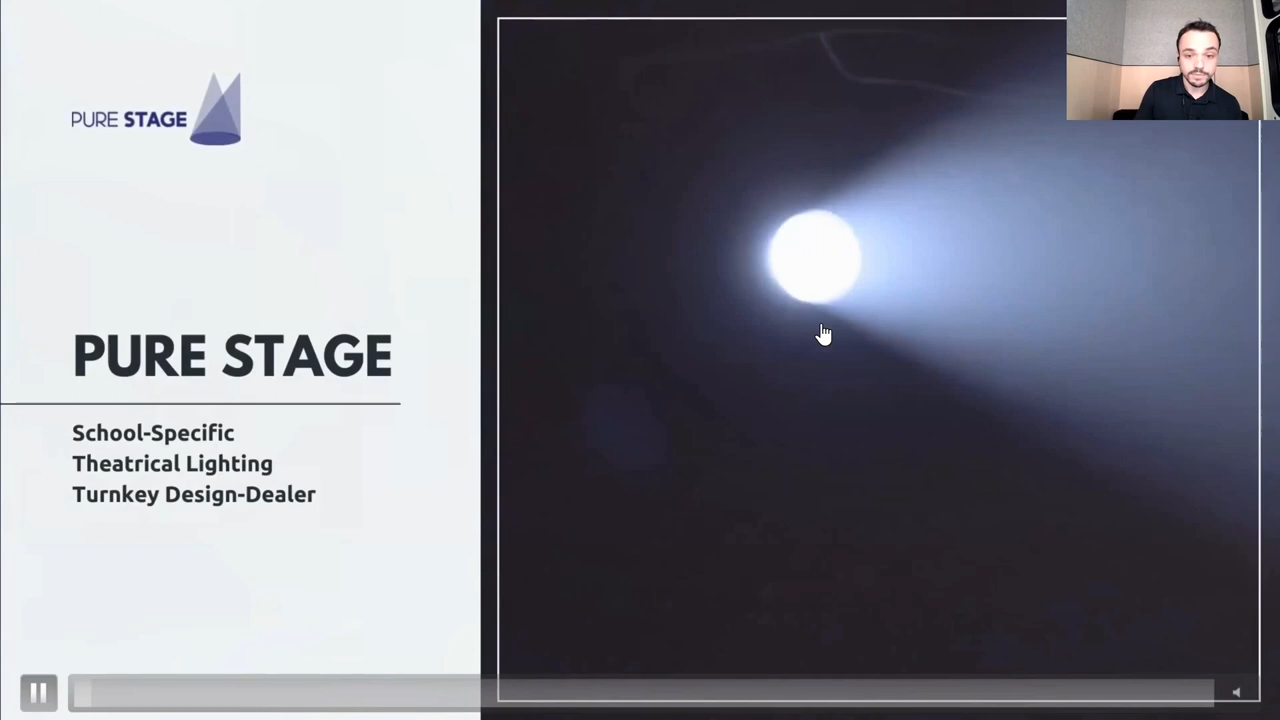 PURE STAGE
PURE STAGE
School-Specific
Theatrical Lighting
Turnkey Design-Dealer